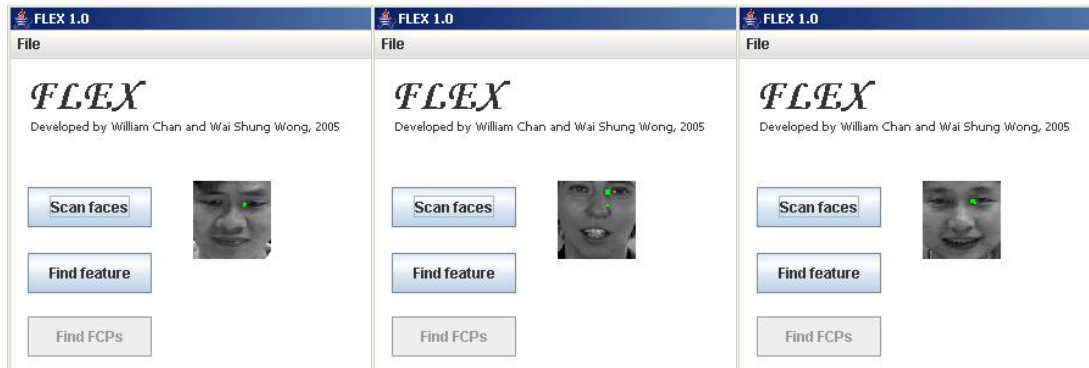 FLEX 1.0
File
FLEX
Developed by William Chan and Wai Shung Wong, 2005
Scan faces
Find feature
Find FCPs
FLEX 1.0
File
FLEX
Developed by William Chan and Wai Shung Wong, 2005
Scan faces
Find feature
Find FCPs
FLEX 1.0
File
FLEX
Developed by William Chan and Wai Shung Wong, 2005
Scan faces
Find feature
Find FCPs